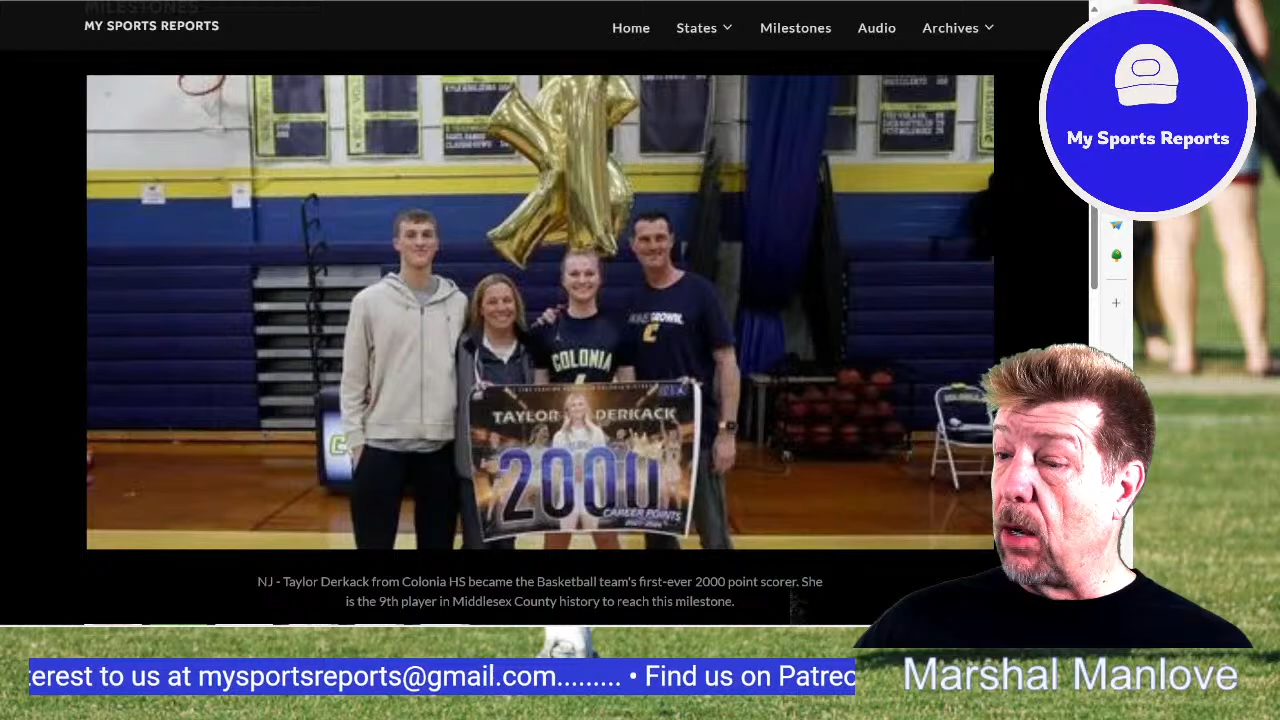 MILESTONES
MY SPORTS REPORTS
Home States Milestones Audio Archives
My Sports Reports
COLONIA
C
TAYLOR DERKACK
2000
CAREER POINTS
NJ - Taylor Derkack from Colonia HS became the Basketball team's first-ever 2000 point scorer. She
is the 9th player in Middlesex County history to reach this milestone.
terest to us at mysportsreports@gmail.com......... • Find us on Patreo
Marshal Manlove